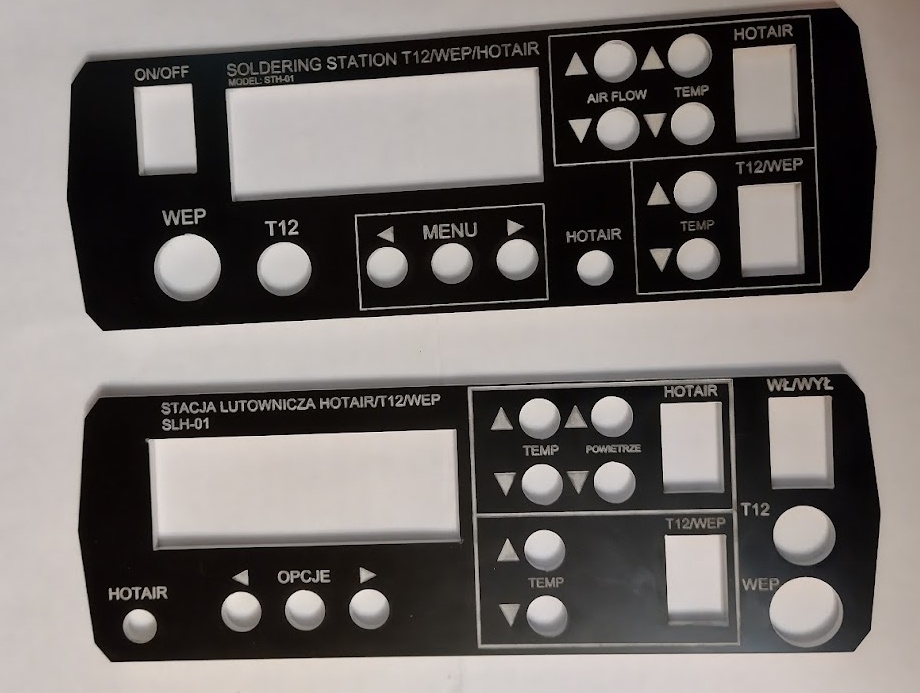 ON/OFF
SOLDERING STATION T12/WEP/HOTAIR
MODEL: STH-01
HOTAIR
AIR FLOW
TEMP
T12/WEP
TEMP
WEP
T12
MENU
HOTAIR
STACJA LUTOWNICZA HOTAIR/T12/WEP
SLH-01
HOTAIR
WŁ/WYŁ
TEMP
POWIETRZE
T12/WEP
T12
TEMP
WEP
OPCJE
HOTAIR